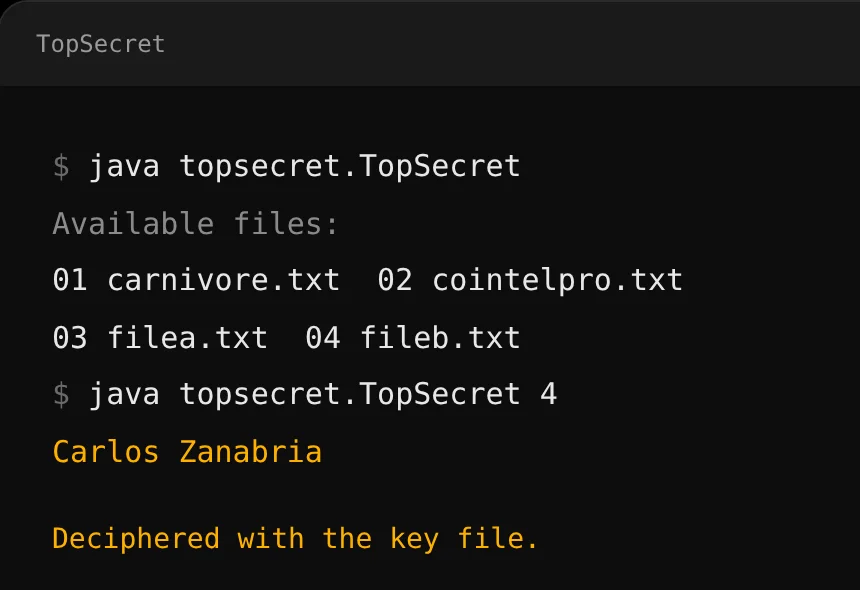 TopSecret
$ java topsecret.TopSecret
Available files:
01 carnivore.txt  02 cointelpro.txt
03 filea.txt  04 fileb.txt
$ java topsecret.TopSecret 4
Carlos Zanabria
Deciphered with the key file.